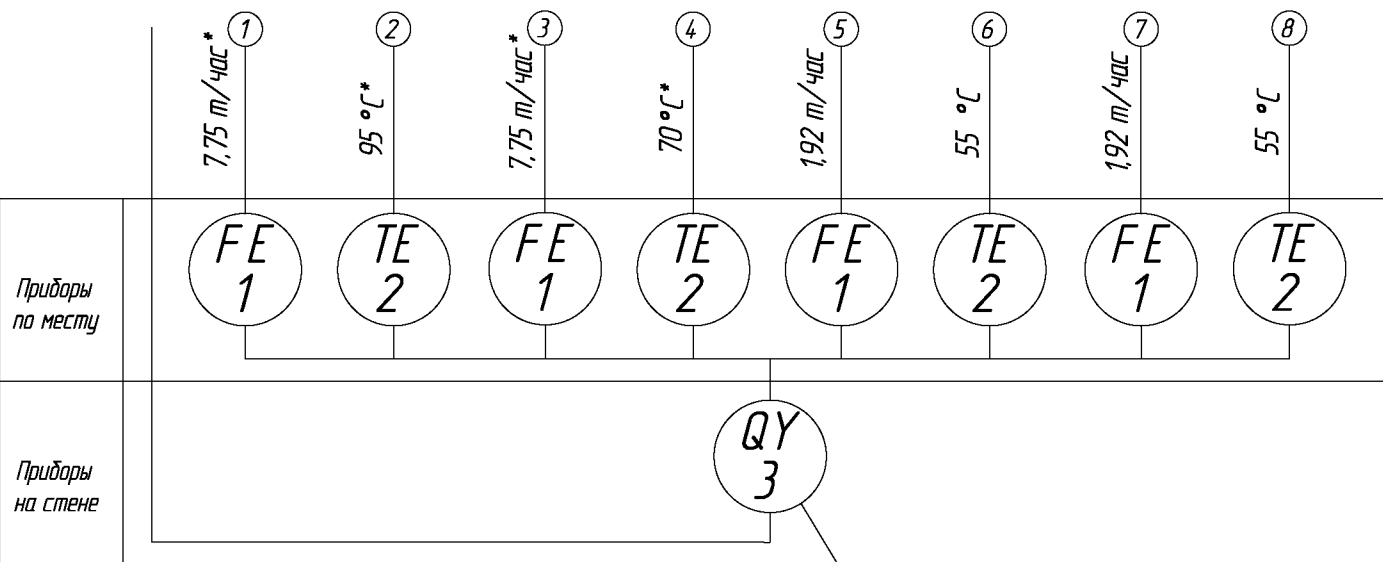 1 2 3 4 5 6 7 8
7,75 т/час*
95 °С*
7,75 т/час*
70 °С*
1,92 т/час
55 °С
1,92 т/час
55 °С
FE TE FE TE FE TE FE TE
1 2 1 2 1 2 1 2
Приборы
по месту
QY
3
Приборы
на стене